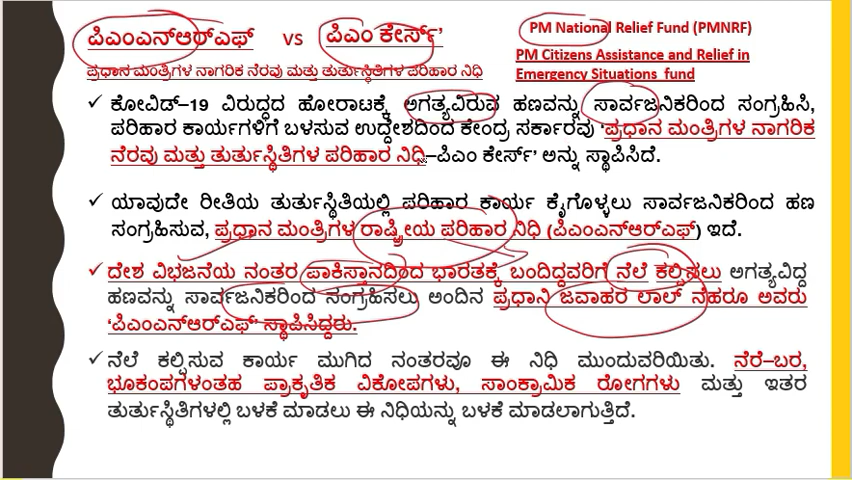 ಪಿಎಂಎನ್ಆರ್ಎಫ್ vs ಪಿಎಂ ಕೇರ್ಸ್'
PM National Relief Fund (PMNRF)
PM Citizens Assistance and Relief in
Emergency Situations fund
ಪ್ರಧಾನ ಮಂತ್ರಿಗಳ ನಾಗರಿಕ ನೆರವು ಮತ್ತು ತುರ್ತುಸ್ಥಿತಿಗಳ ಪರಿಹಾರ ನಿಧಿ
✓ ಕೋವಿಡ್–19 ವಿರುದ್ಧದ ಹೋರಾಟಕ್ಕೆ ಅಗತ್ಯವಿರುವ ಹಣವನ್ನು ಸಾರ್ವಜನಿಕರಿಂದ ಸಂಗ್ರಹಿಸಿ,
ಪರಿಹಾರ ಕಾರ್ಯಗಳಿಗೆ ಬಳಸುವ ಉದ್ದೇಶದಿಂದ ಕೇಂದ್ರ ಸರ್ಕಾರವು 'ಪ್ರಧಾನ ಮಂತ್ರಿಗಳ ನಾಗರಿಕ
ನೆರವು ಮತ್ತು ತುರ್ತುಸ್ಥಿತಿಗಳ ಪರಿಹಾರ ನಿಧಿ–ಪಿಎಂ ಕೇರ್ಸ್' ಅನ್ನು ಸ್ಥಾಪಿಸಿದೆ.
✓ ಯಾವುದೇ ರೀತಿಯ ತುರ್ತುಸ್ಥಿತಿಯಲ್ಲಿ ಪರಿಹಾರ ಕಾರ್ಯ ಕೈಗೊಳ್ಳಲು ಸಾರ್ವಜನಿಕರಿಂದ ಹಣ
ಸಂಗ್ರಹಿಸುವ, ಪ್ರಧಾನ ಮಂತ್ರಿಗಳ ರಾಷ್ಟ್ರೀಯ ಪರಿಹಾರ ನಿಧಿ (ಪಿಎಂಎನ್ಆರ್ಎಫ್) ಇದೆ.
✓ ದೇಶ ವಿಭಜನೆಯ ನಂತರ ಪಾಕಿಸ್ತಾನದಿಂದ ಭಾರತಕ್ಕೆ ಬಂದಿದ್ದವರಿಗೆ ನೆಲೆ ಕಲ್ಪಿಸಲು ಅಗತ್ಯವಿದ್ದ
ಹಣವನ್ನು ಸಾರ್ವಜನಿಕರಿಂದ ಸಂಗ್ರಹಿಸಲು ಅಂದಿನ ಪ್ರಧಾನಿ ಜವಾಹರ ಲಾಲ್ ನೆಹರೂ ಅವರು
'ಪಿಎಂಎನ್ಆರ್ಎಫ್' ಸ್ಥಾಪಿಸಿದ್ದರು.
✓ ನೆಲೆ ಕಲ್ಪಿಸುವ ಕಾರ್ಯ ಮುಗಿದ ನಂತರವೂ ಈ ನಿಧಿ ಮುಂದುವರಿಯಿತು. ನೆರೆ–ಬರ,
ಭೂಕಂಪಗಳಂತಹ ಪ್ರಾಕೃತಿಕ ವಿಕೋಪಗಳು, ಸಾಂಕ್ರಾಮಿಕ ರೋಗಗಳು ಮತ್ತು ಇತರ
ತುರ್ತುಸ್ಥಿತಿಗಳಲ್ಲಿ ಬಳಕೆ ಮಾಡಲು ಈ ನಿಧಿಯನ್ನು ಬಳಕೆ ಮಾಡಲಾಗುತ್ತಿದೆ.